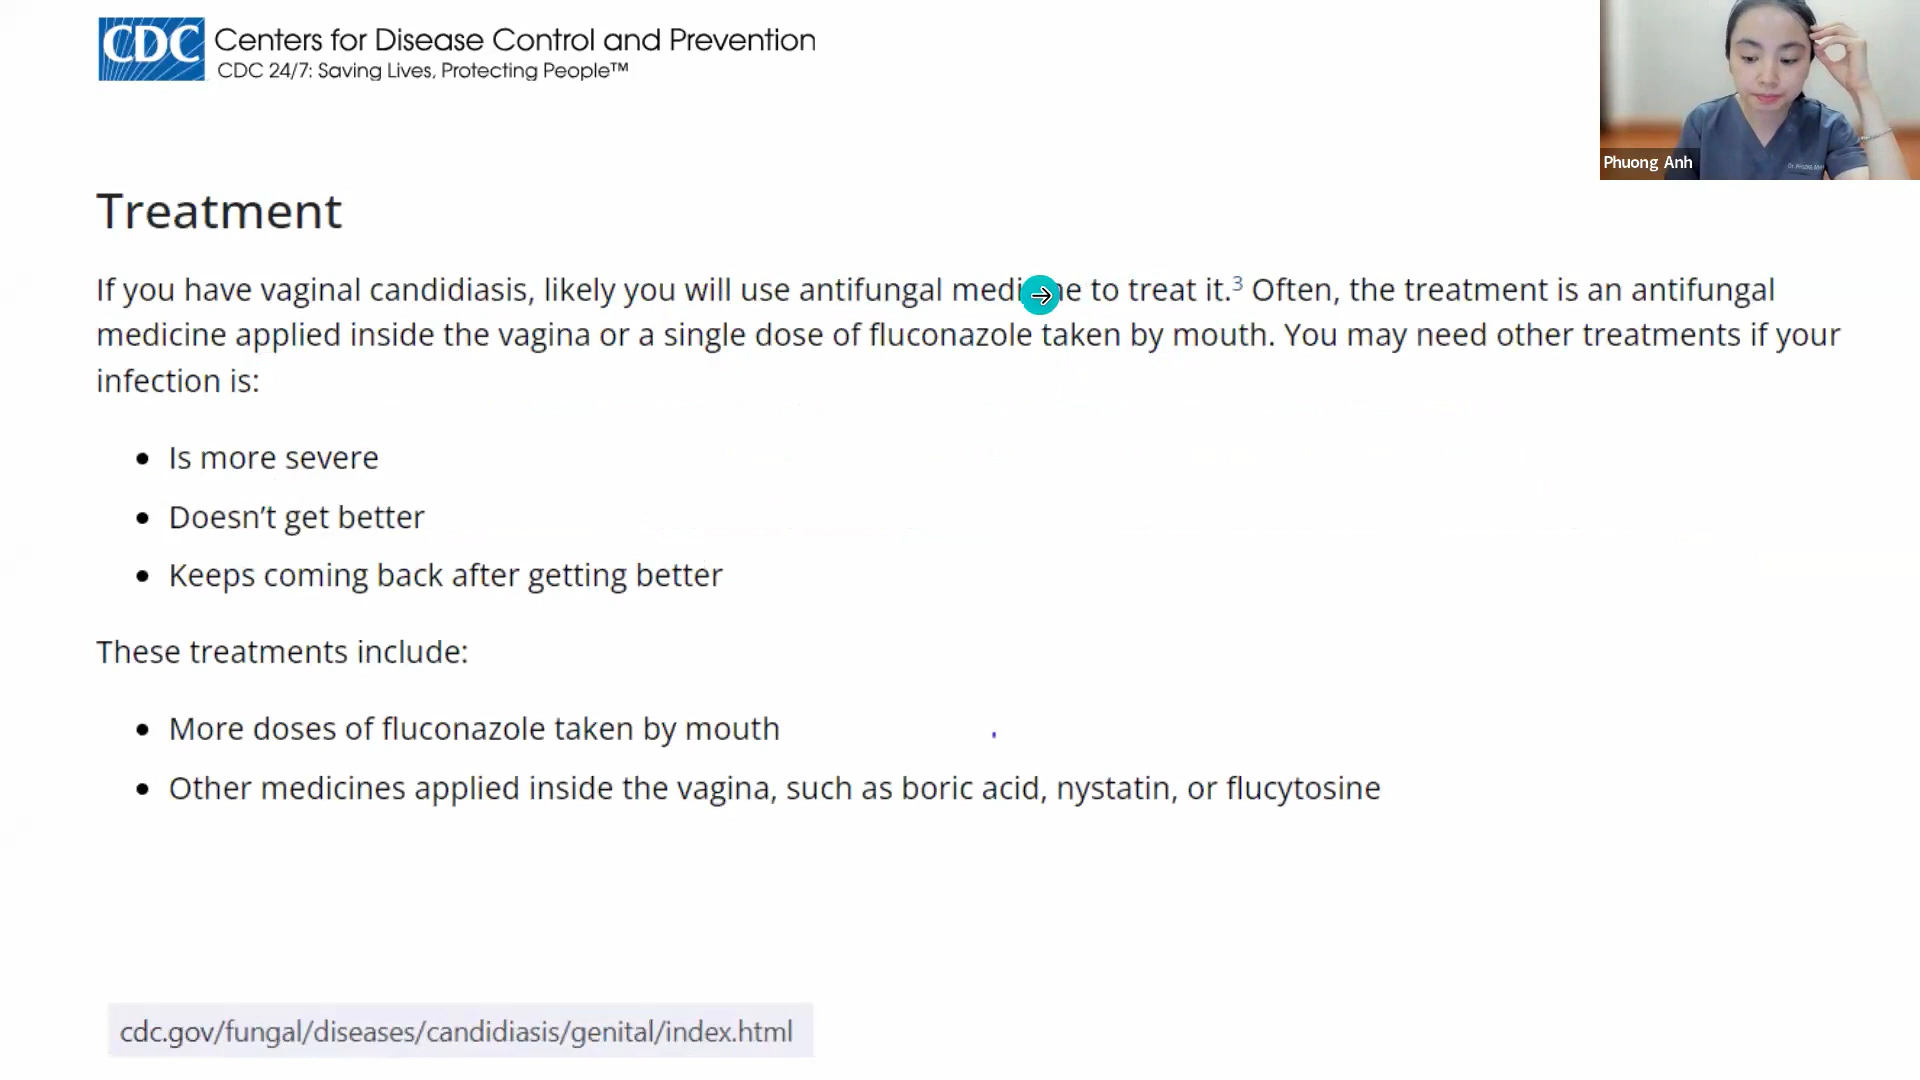 CDC Centers for Disease Control and Prevention
CDC 24/7: Saving Lives, Protecting People™
Phuong Anh
Treatment
If you have vaginal candidiasis, likely you will use antifungal medicine to treat it.3 Often, the treatment is an antifungal
medicine applied inside the vagina or a single dose of fluconazole taken by mouth. You may need other treatments if your
infection is:
• Is more severe
• Doesn’t get better
• Keeps coming back after getting better
These treatments include:
• More doses of fluconazole taken by mouth
• Other medicines applied inside the vagina, such as boric acid, nystatin, or flucytosine
cdc.gov/fungal/diseases/candidiasis/genital/index.html